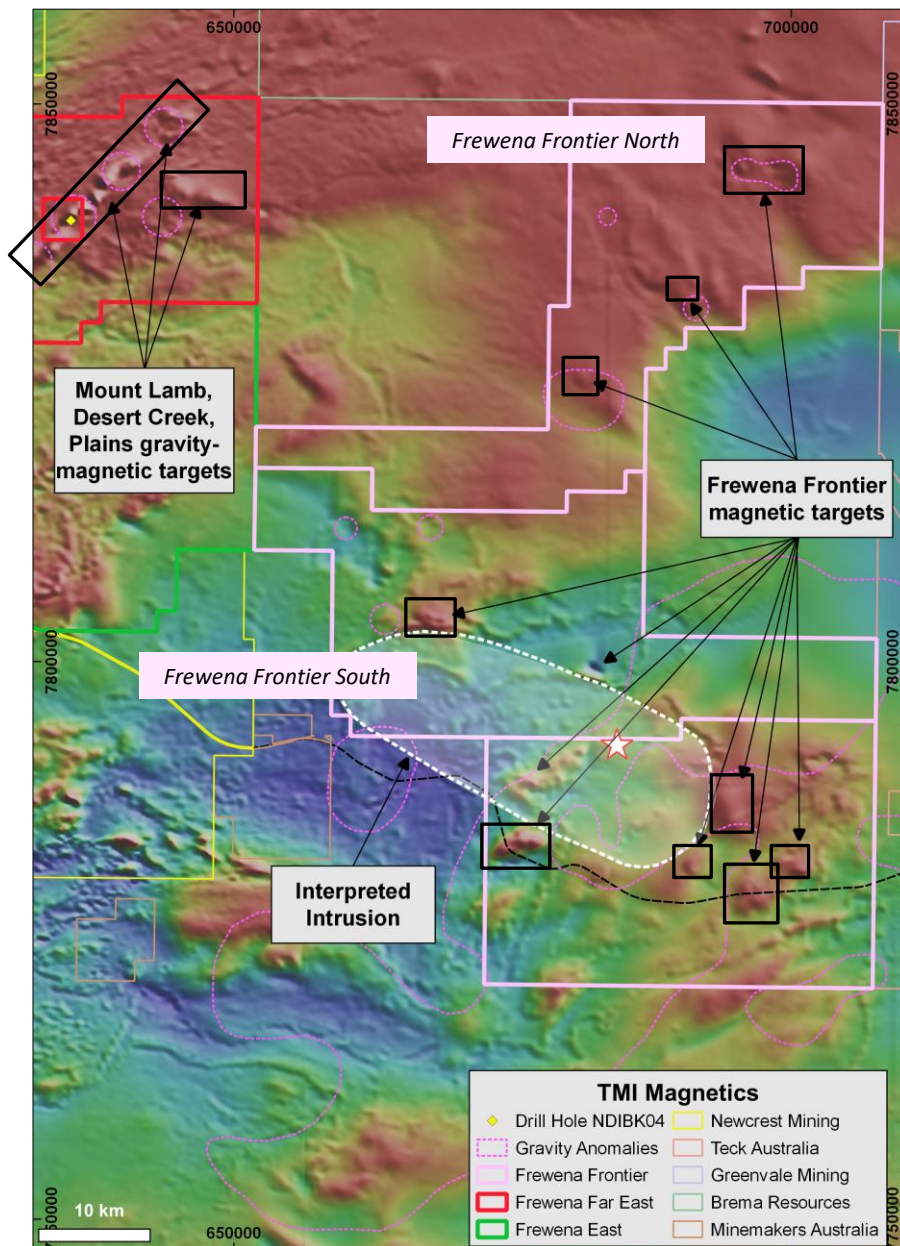 650000
700000
7850000
7850000
Frewena Frontier North
Mount Lamb,
Desert Creek,
Plains gravity-
magnetic targets
Frewena Frontier
magnetic targets
7800000
7800000
Frewena Frontier South
Interpreted
Intrusion
TMI Magnetics
Drill Hole NDIBK04
Newcrest Mining
Gravity Anomalies
Teck Australia
Frewena Frontier
Greenvale Mining
Frewena Far East
Brema Resources
Frewena East
Minemakers Australia
10 km
650000
7750000
7750000